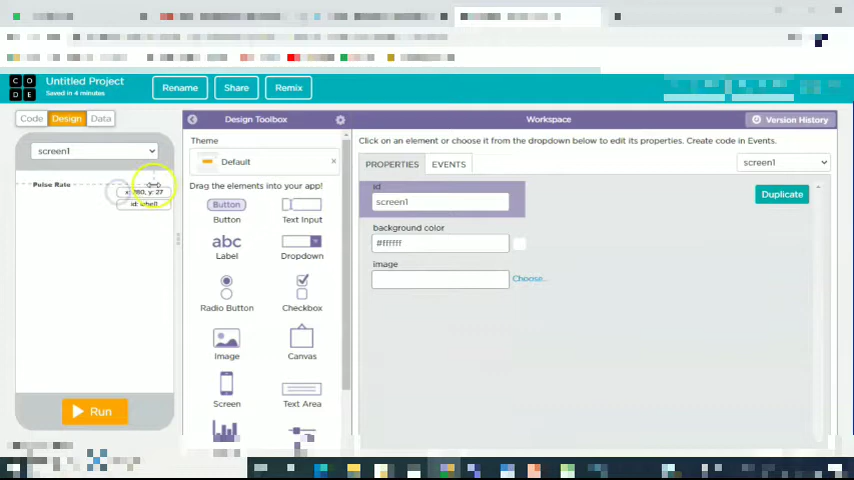 CODE
Untitled Project
Saved in 4 minutes
Rename
Share
Remix
Code
Design
Data
Design Toolbox
Workspace
Version History
screen1
Theme
Default
Click on an element or choose it from the dropdown below to edit its properties. Create code in Events.
PROPERTIES
EVENTS
screen1
Pulse Rate
x: 260, y: 27
id: label1
Drag the elements into your app!
Button
Button
Text Input
abc
Label
Dropdown
Radio Button
Checkbox
Image
Canvas
Screen
Text Area
id
screen1
Duplicate
background color
#ffffff
image
Choose...
Run